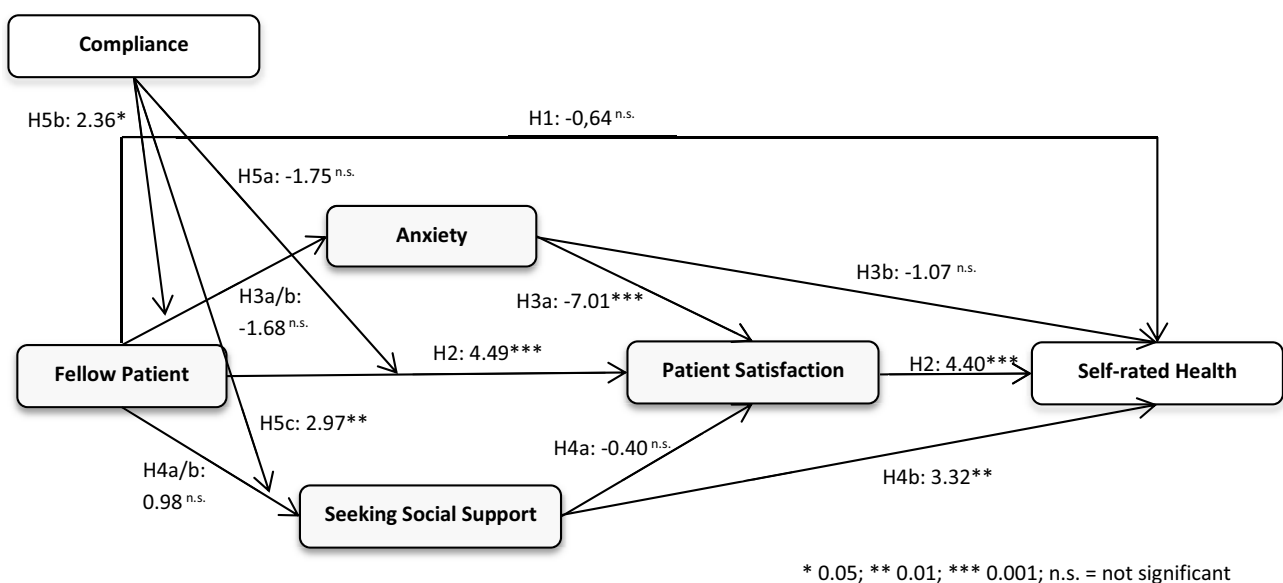 Compliance
H5b: 2.36*
H1: -0,64 n.s.
H5a: -1.75 n.s.
Anxiety
H3b: -1.07 n.s.
H3a: -7.01***
H3a/b:
-1.68 n.s.
Fellow Patient
H2: 4.49***
Patient Satisfaction
H2: 4.40***
Self-rated Health
H5c: 2.97**
H4a: -0.40 n.s.
H4a/b:
0.98 n.s.
H4b: 3.32**
Seeking Social Support
* 0.05; ** 0.01; *** 0.001; n.s. = not significant